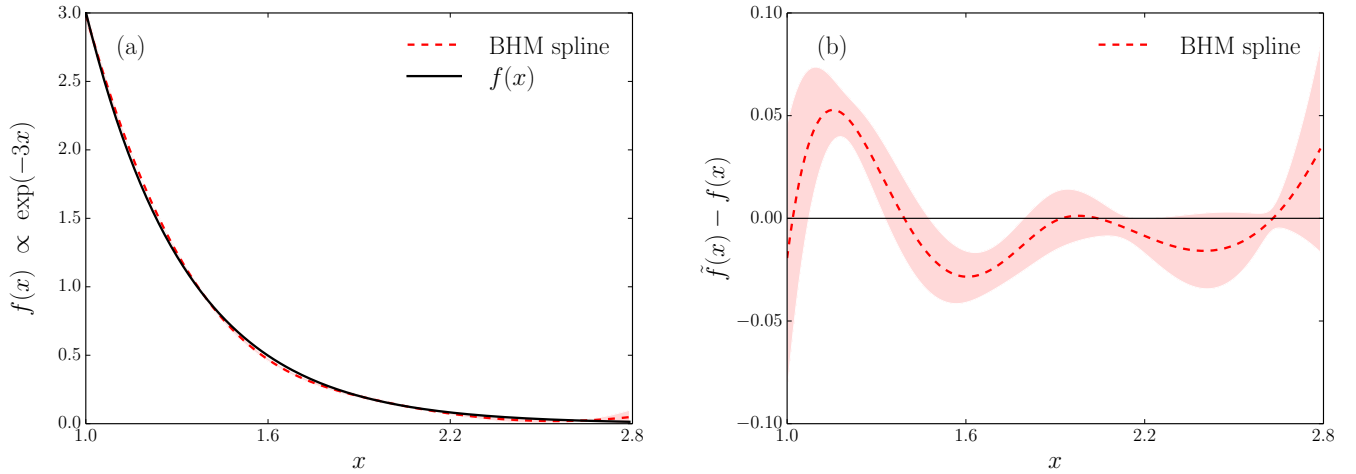 (a)
BHM spline
f(x)
3.0
2.5
2.0
1.5
1.0
0.5
0.0
f(x) ∝ exp(−3x)
1.0 1.6 2.2 2.8
x
(b)
BHM spline
0.10
0.05
0.00
−0.05
−0.10
f̃(x) − f(x)
1.0 1.6 2.2 2.8
x